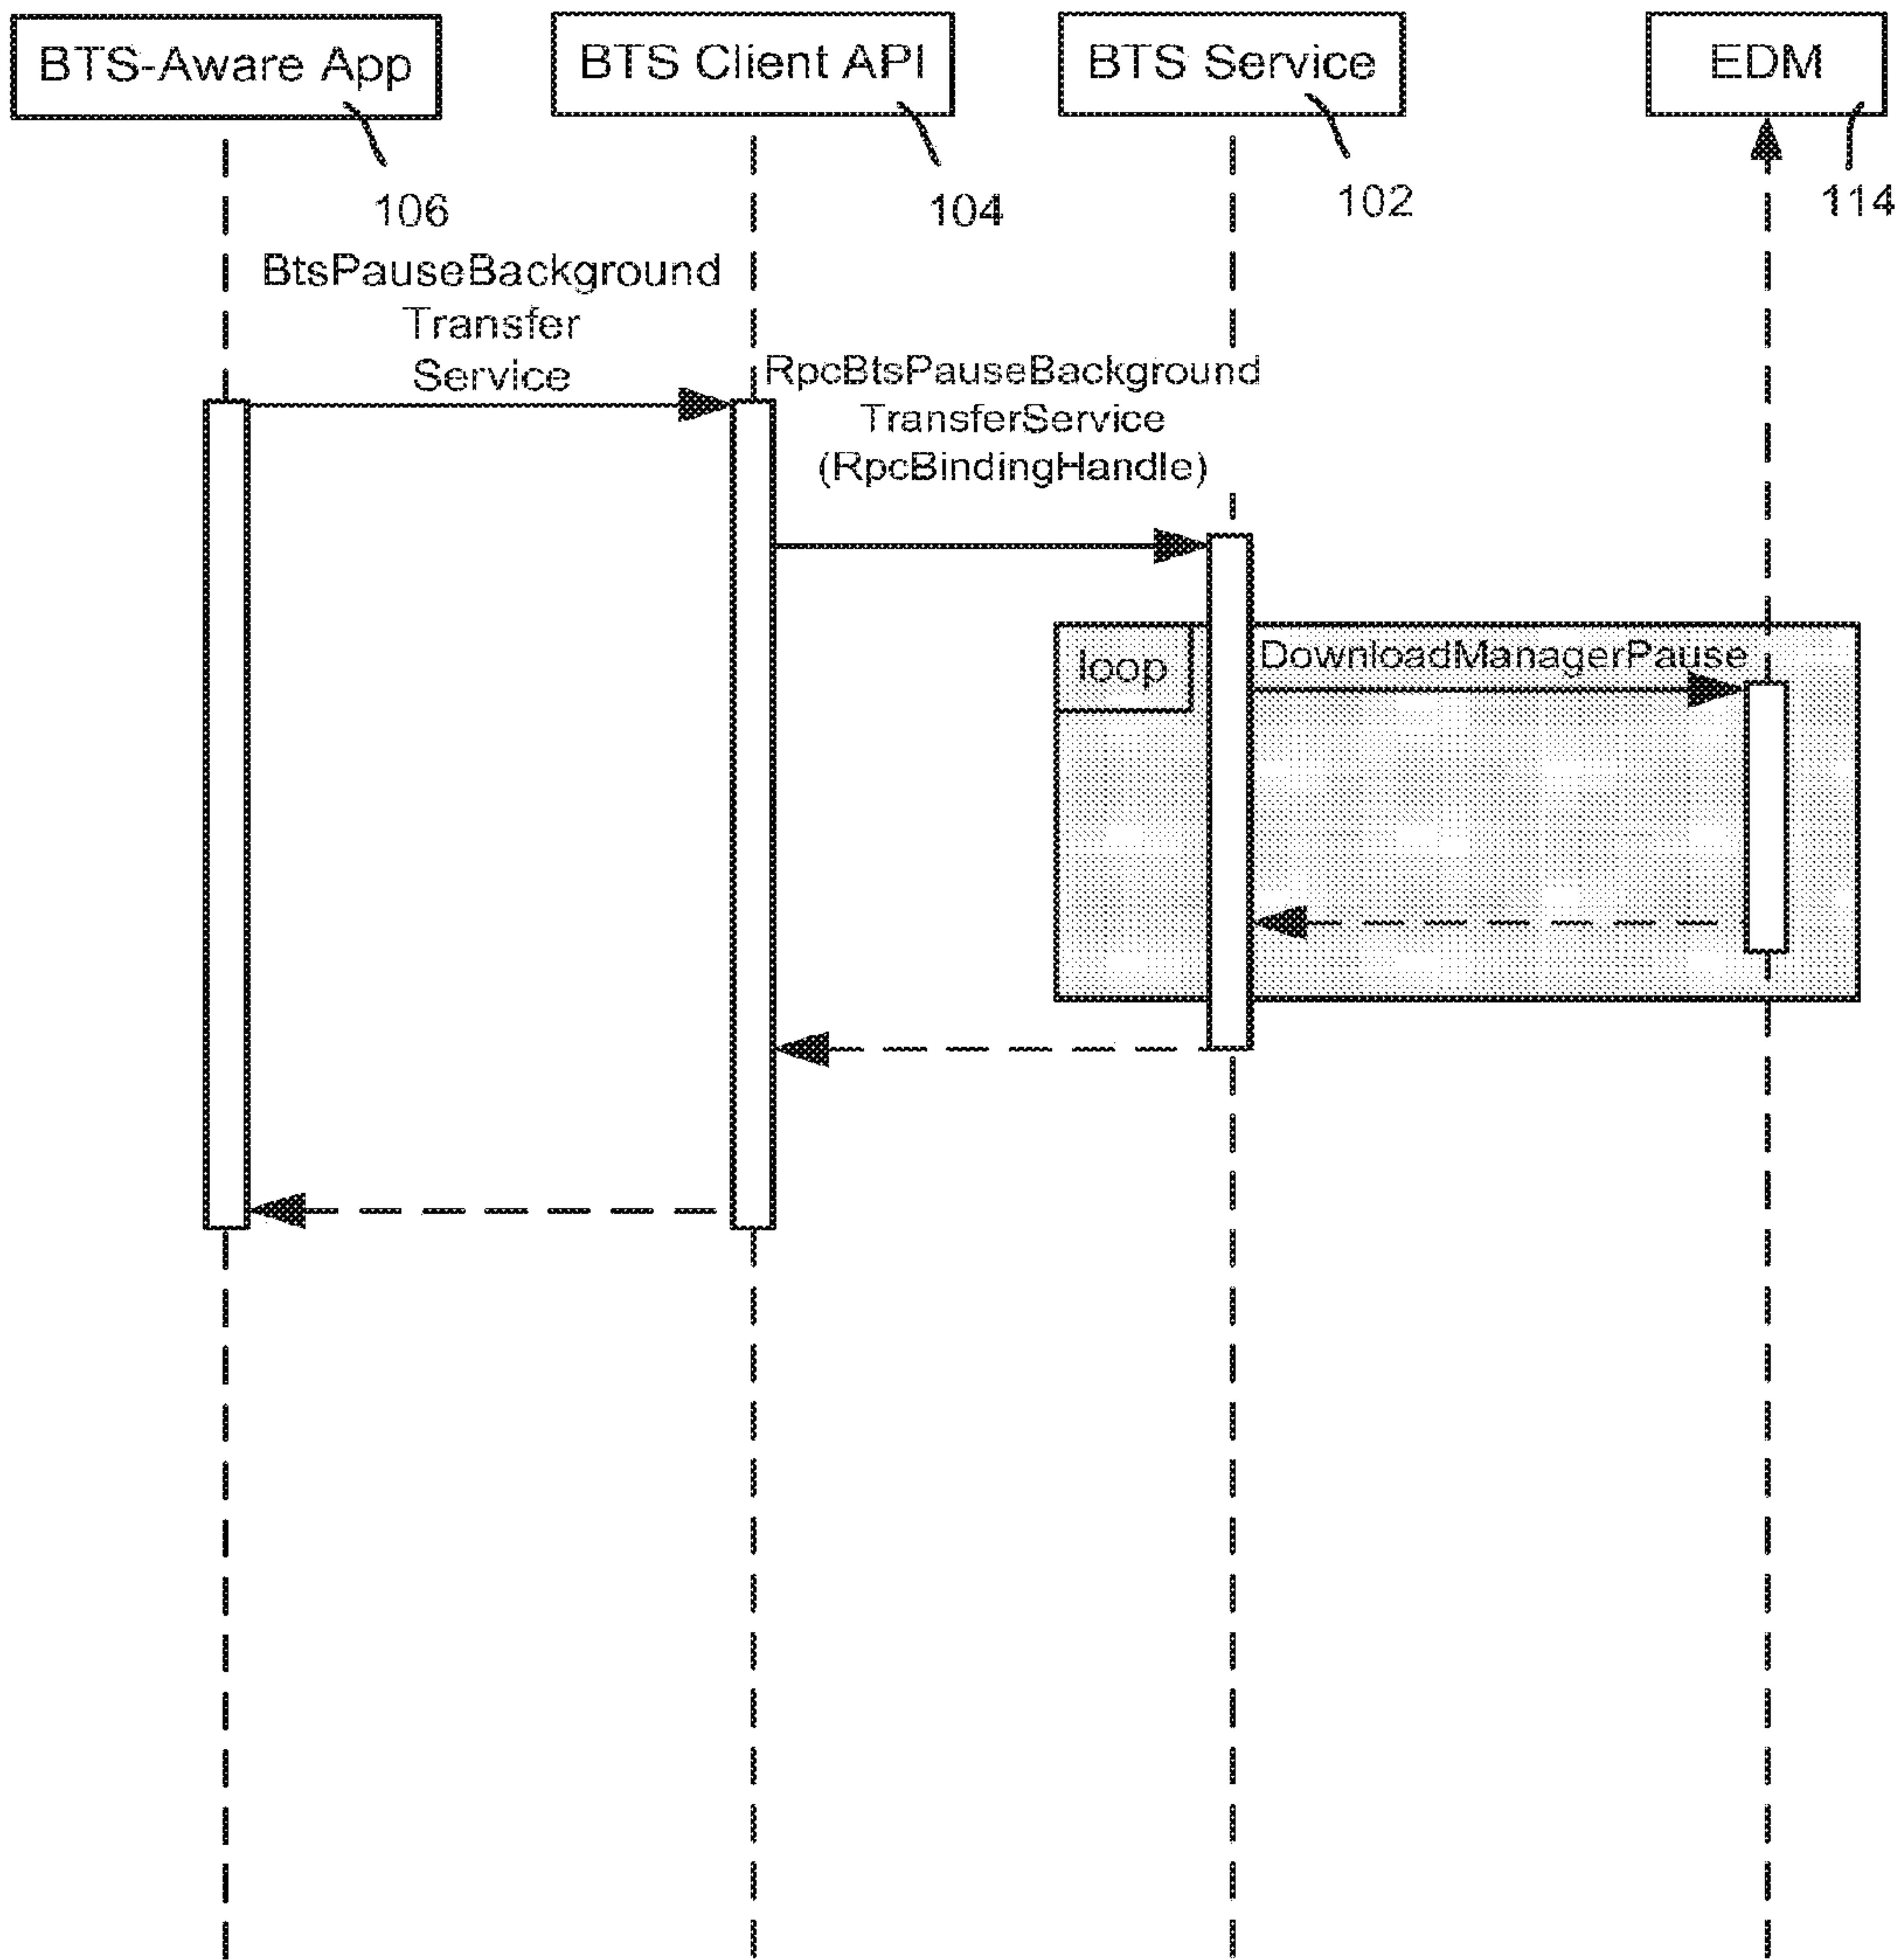 BTS-Aware App
BTS Client API
BTS Service
EDM
106
104
102
114
BtsPauseBackground
Transfer
Service
RpcBtsPauseBackground
TransferService
(RpcBindingHandle)
loop
DownloadManagerPause